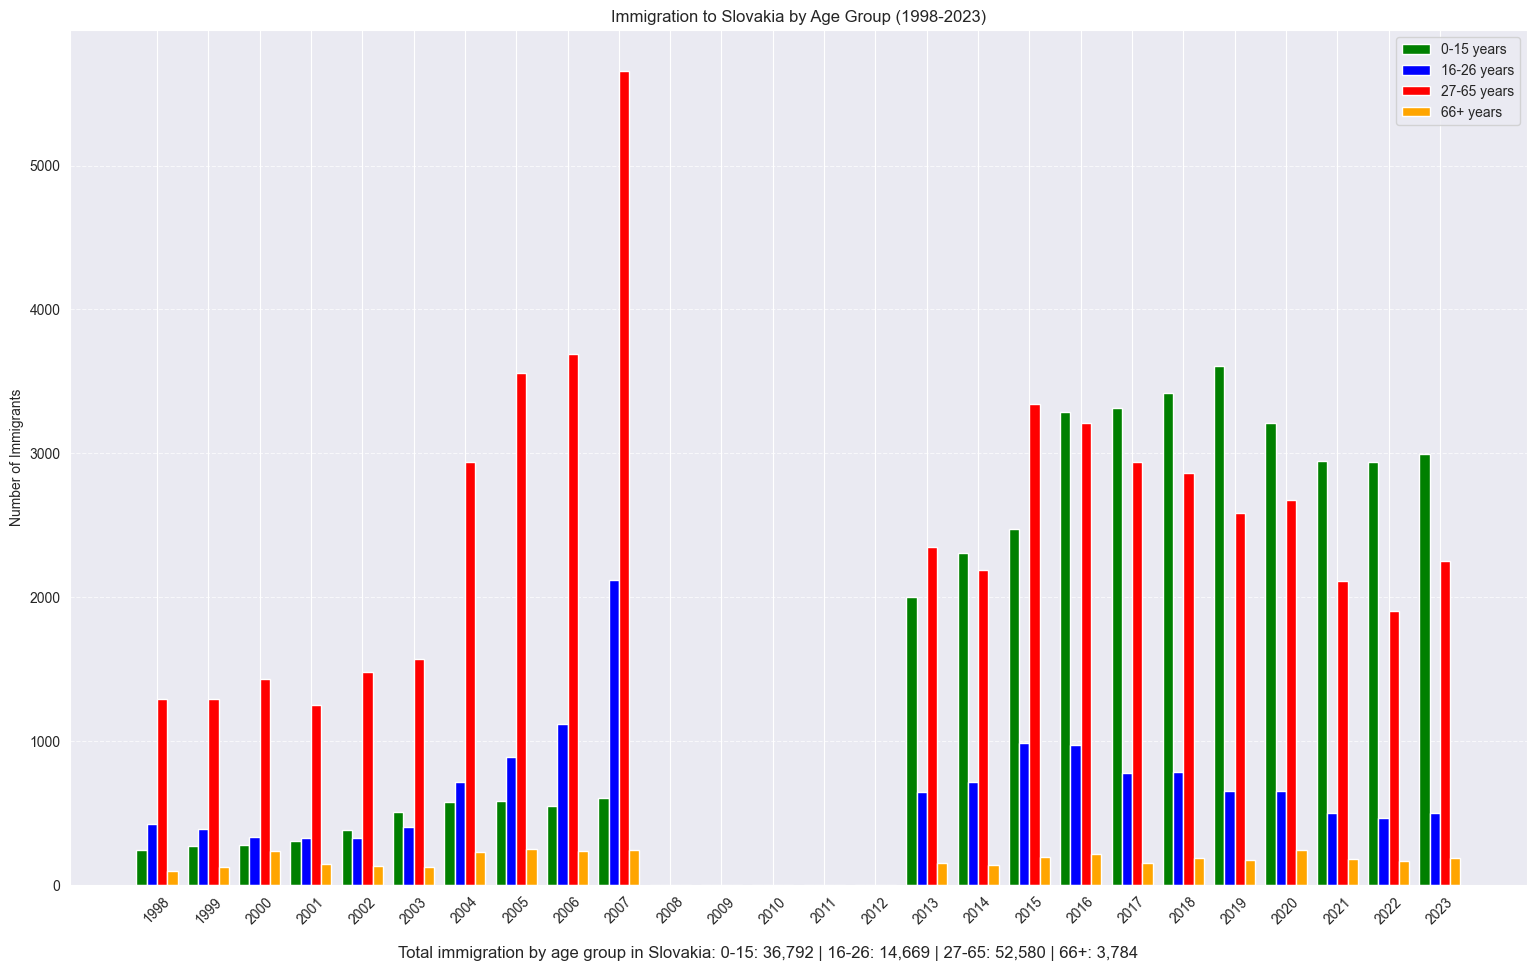 Immigration to Slovakia by Age Group (1998-2023)
0-15 years
16-26 years
27-65 years
66+ years
Number of Immigrants
5000
4000
3000
2000
1000
0
1998 1999 2000 2001 2002 2003 2004 2005 2006 2007 2008 2009 2010 2011 2012 2013 2014 2015 2016 2017 2018 2019 2020 2021 2022 2023
Total immigration by age group in Slovakia: 0-15: 36,792 | 16-26: 14,669 | 27-65: 52,580 | 66+: 3,784